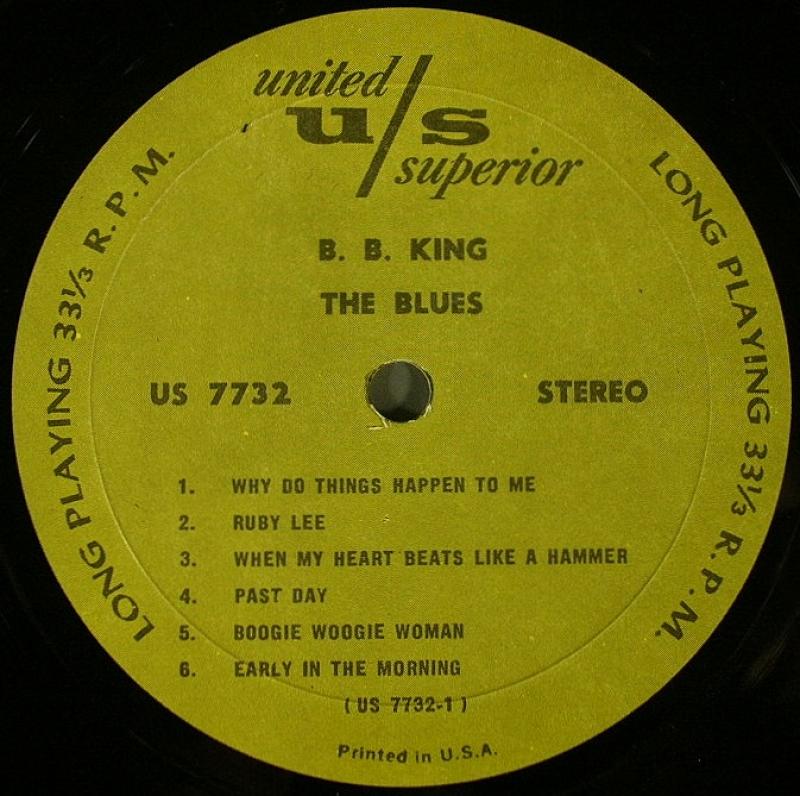 united
u/s
superior
B. B. KING
THE BLUES
US 7732
STEREO
LONG PLAYING 33⅓ R.P.M.
LONG PLAYING 33⅓ R.P.M.
1. WHY DO THINGS HAPPEN TO ME
2. RUBY LEE
3. WHEN MY HEART BEATS LIKE A HAMMER
4. PAST DAY
5. BOOGIE WOOGIE WOMAN
6. EARLY IN THE MORNING
( US 7732-1 )
Printed in U.S.A.